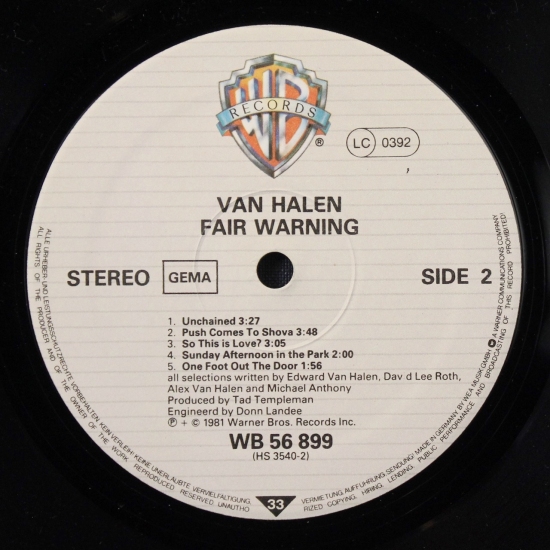 WB
RECORDS
®
LC 0392
VAN HALEN
FAIR WARNING
STEREO
GEMA
SIDE 2
1. Unchained 3:27
2. Push Comes To Shova 3:48
3. So This is Love? 3:05
4. Sunday Afternoon in the Park 2:00
5. One Foot Out The Door 1:56
all selections written by Edward Van Halen, Dav d Lee Roth,
Alex Van Halen and Michael Anthony
Produced by Tad Templeman
Engineerd by Donn Landee
Ⓟ + © 1981 Warner Bros. Records Inc.
WB 56 899
(HS 3540-2)
33
ALLE URHEBER- UND LEISTUNGSSCHUTZRECHTE VORBEHALTEN. KEIN VERLEIH! KEINE UNERLAUBTE VERVIELFÄLTIGUNG, VERMIETUNG, AUFFÜHRUNG, SENDUNG! MADE IN GERMANY BY WEA MUSIK GMBH A WARNER COMMUNICATIONS COMPANY
ALL RIGHTS OF THE PRODUCER AND OF THE OWNER OF THE WORK REPRODUCED RESERVED. UNAUTHORIZED COPYING, HIRING, LENDING, PUBLIC PERFORMANCE AND BROADCASTING OF THIS RECORD PROHIBITED!